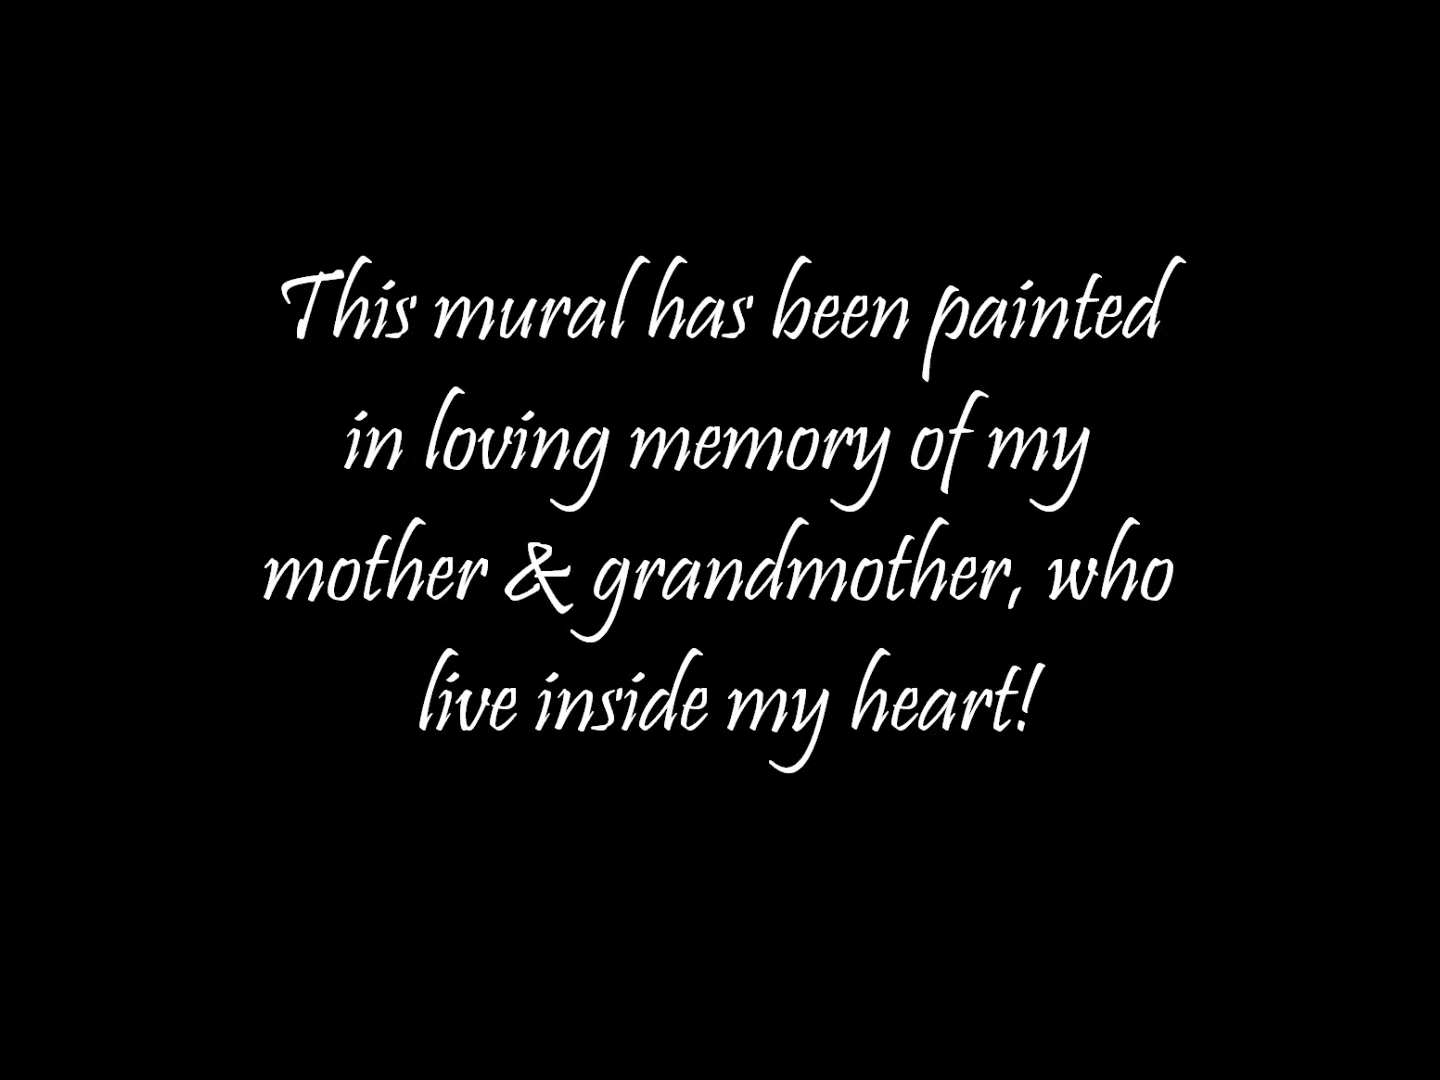 This mural has been painted
in loving memory of my
mother & grandmother, who
live inside my heart!